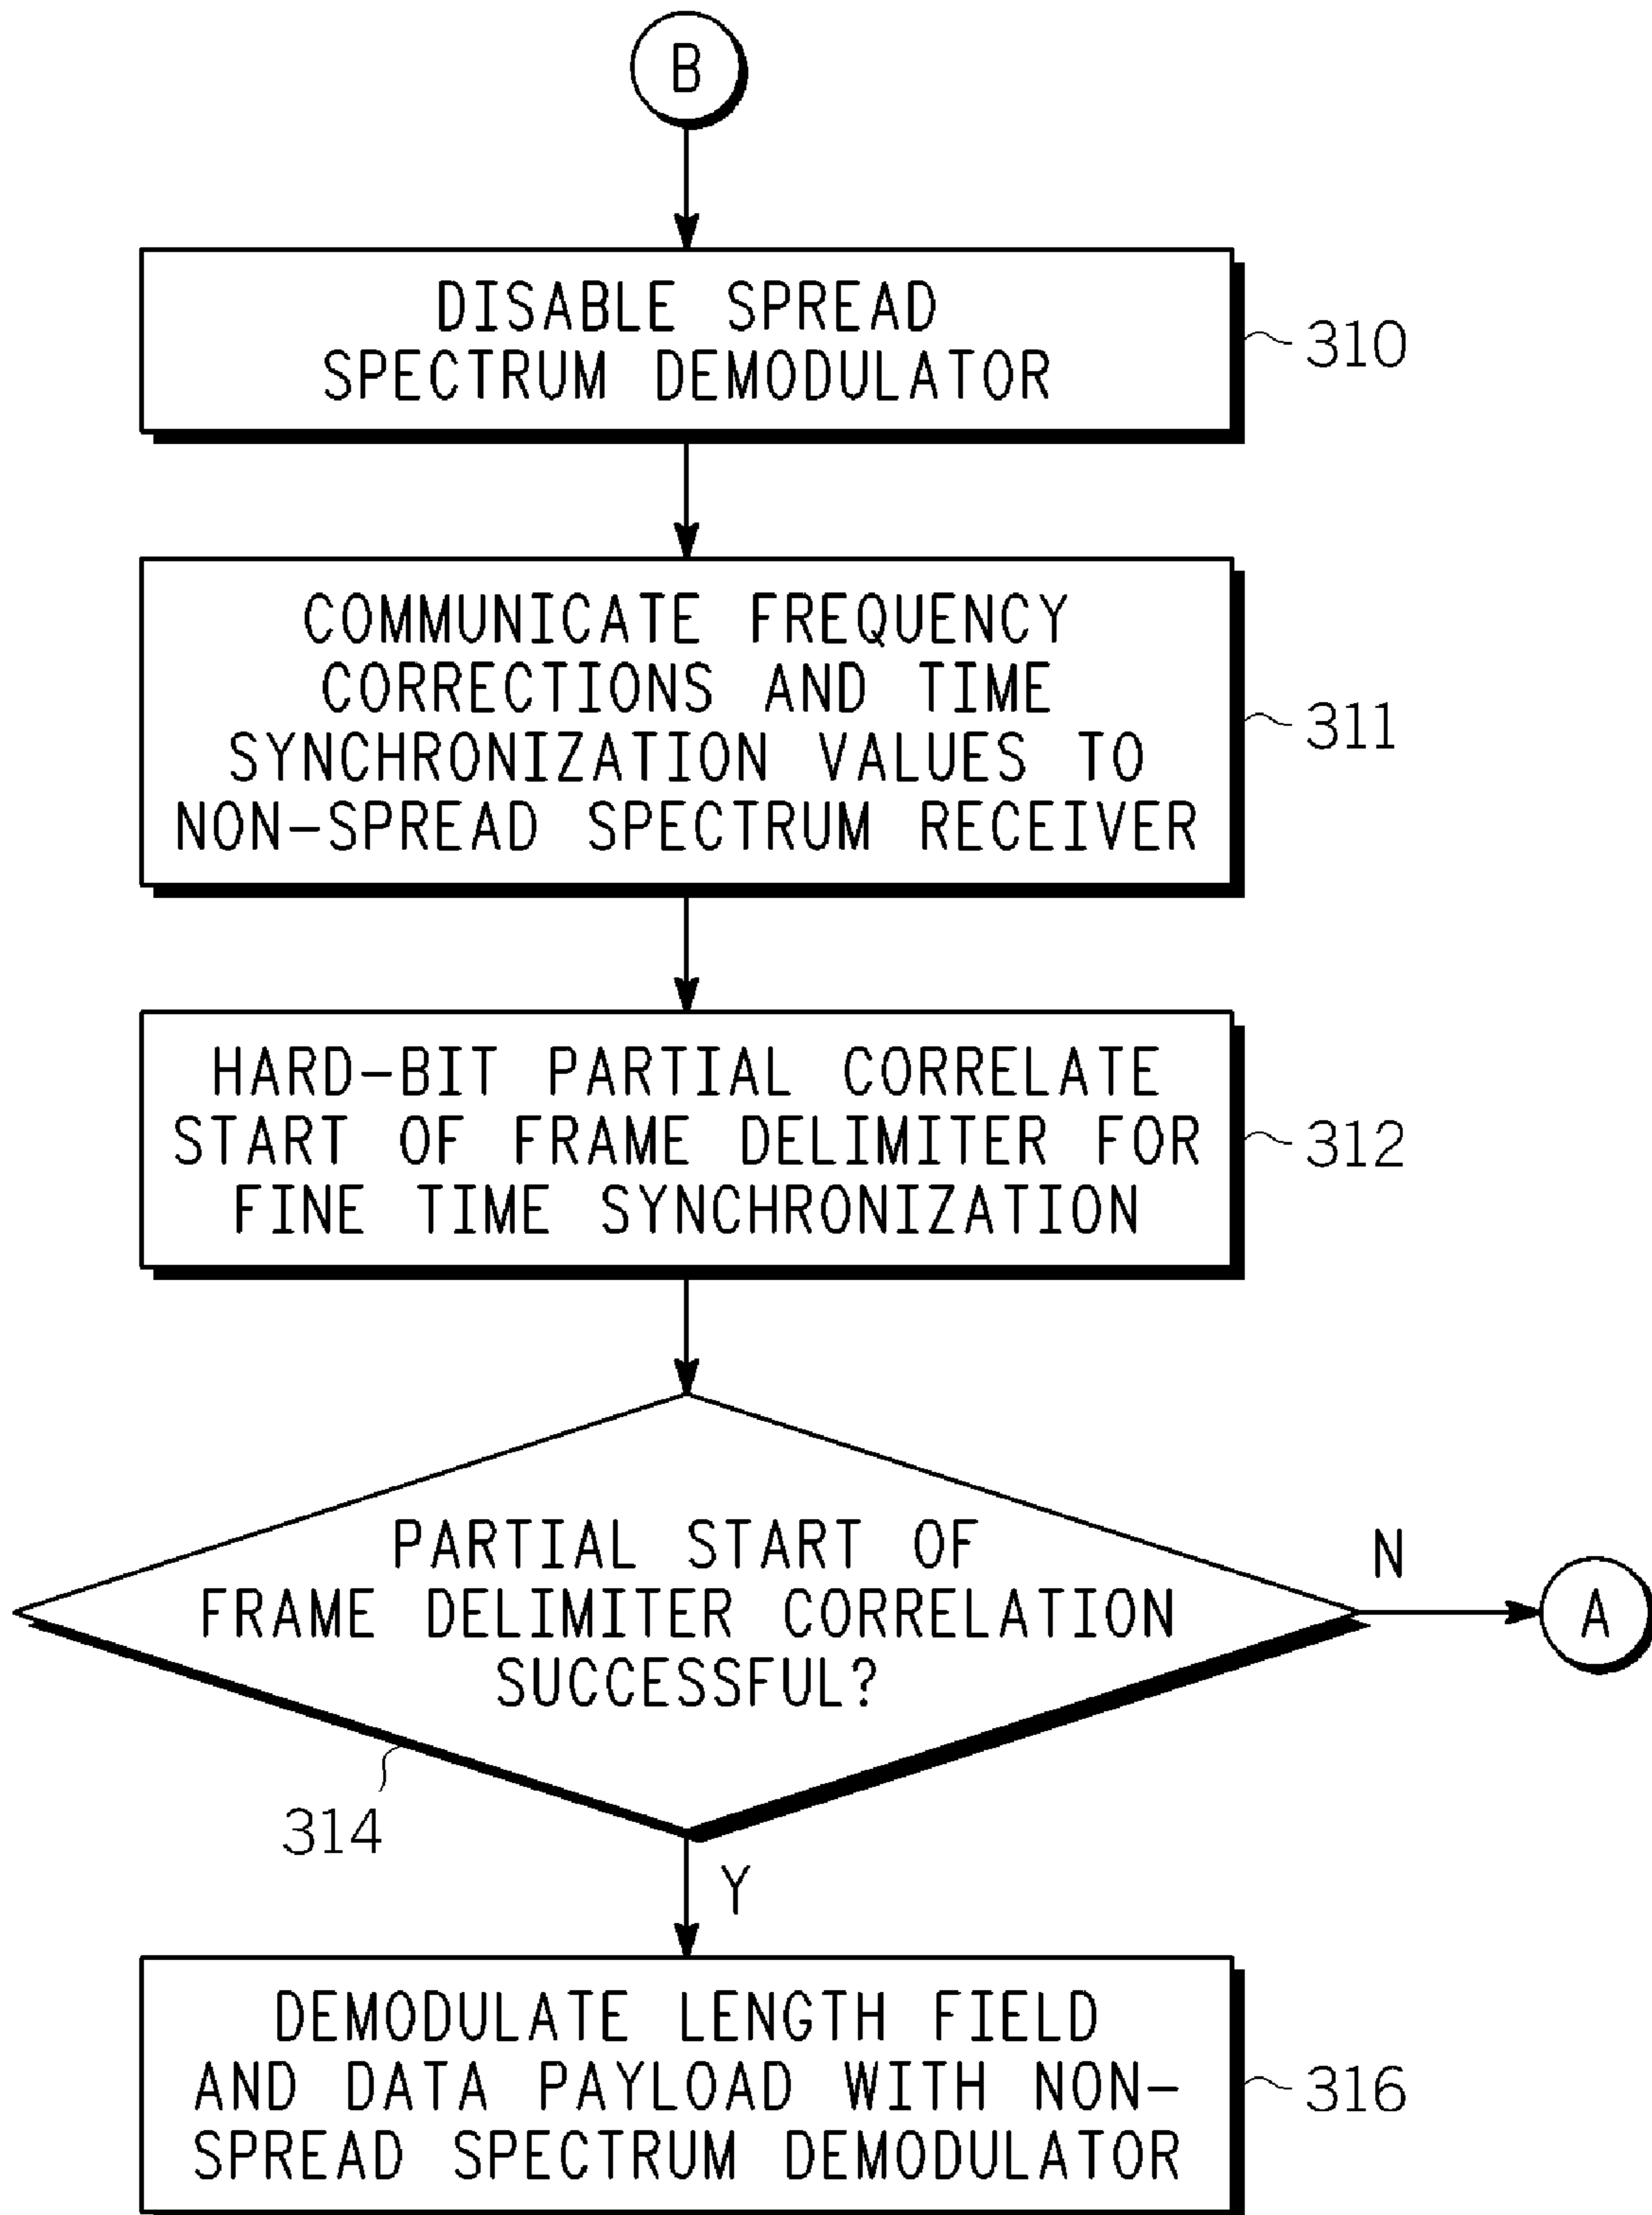 B
DISABLE SPREAD
SPECTRUM DEMODULATOR
310
COMMUNICATE FREQUENCY
CORRECTIONS AND TIME
SYNCHRONIZATION VALUES TO
NON-SPREAD SPECTRUM RECEIVER
311
HARD-BIT PARTIAL CORRELATE
START OF FRAME DELIMITER FOR
FINE TIME SYNCHRONIZATION
312
PARTIAL START OF
FRAME DELIMITER CORRELATION
SUCCESSFUL?
N
A
314
Y
DEMODULATE LENGTH FIELD
AND DATA PAYLOAD WITH NON-
SPREAD SPECTRUM DEMODULATOR
316